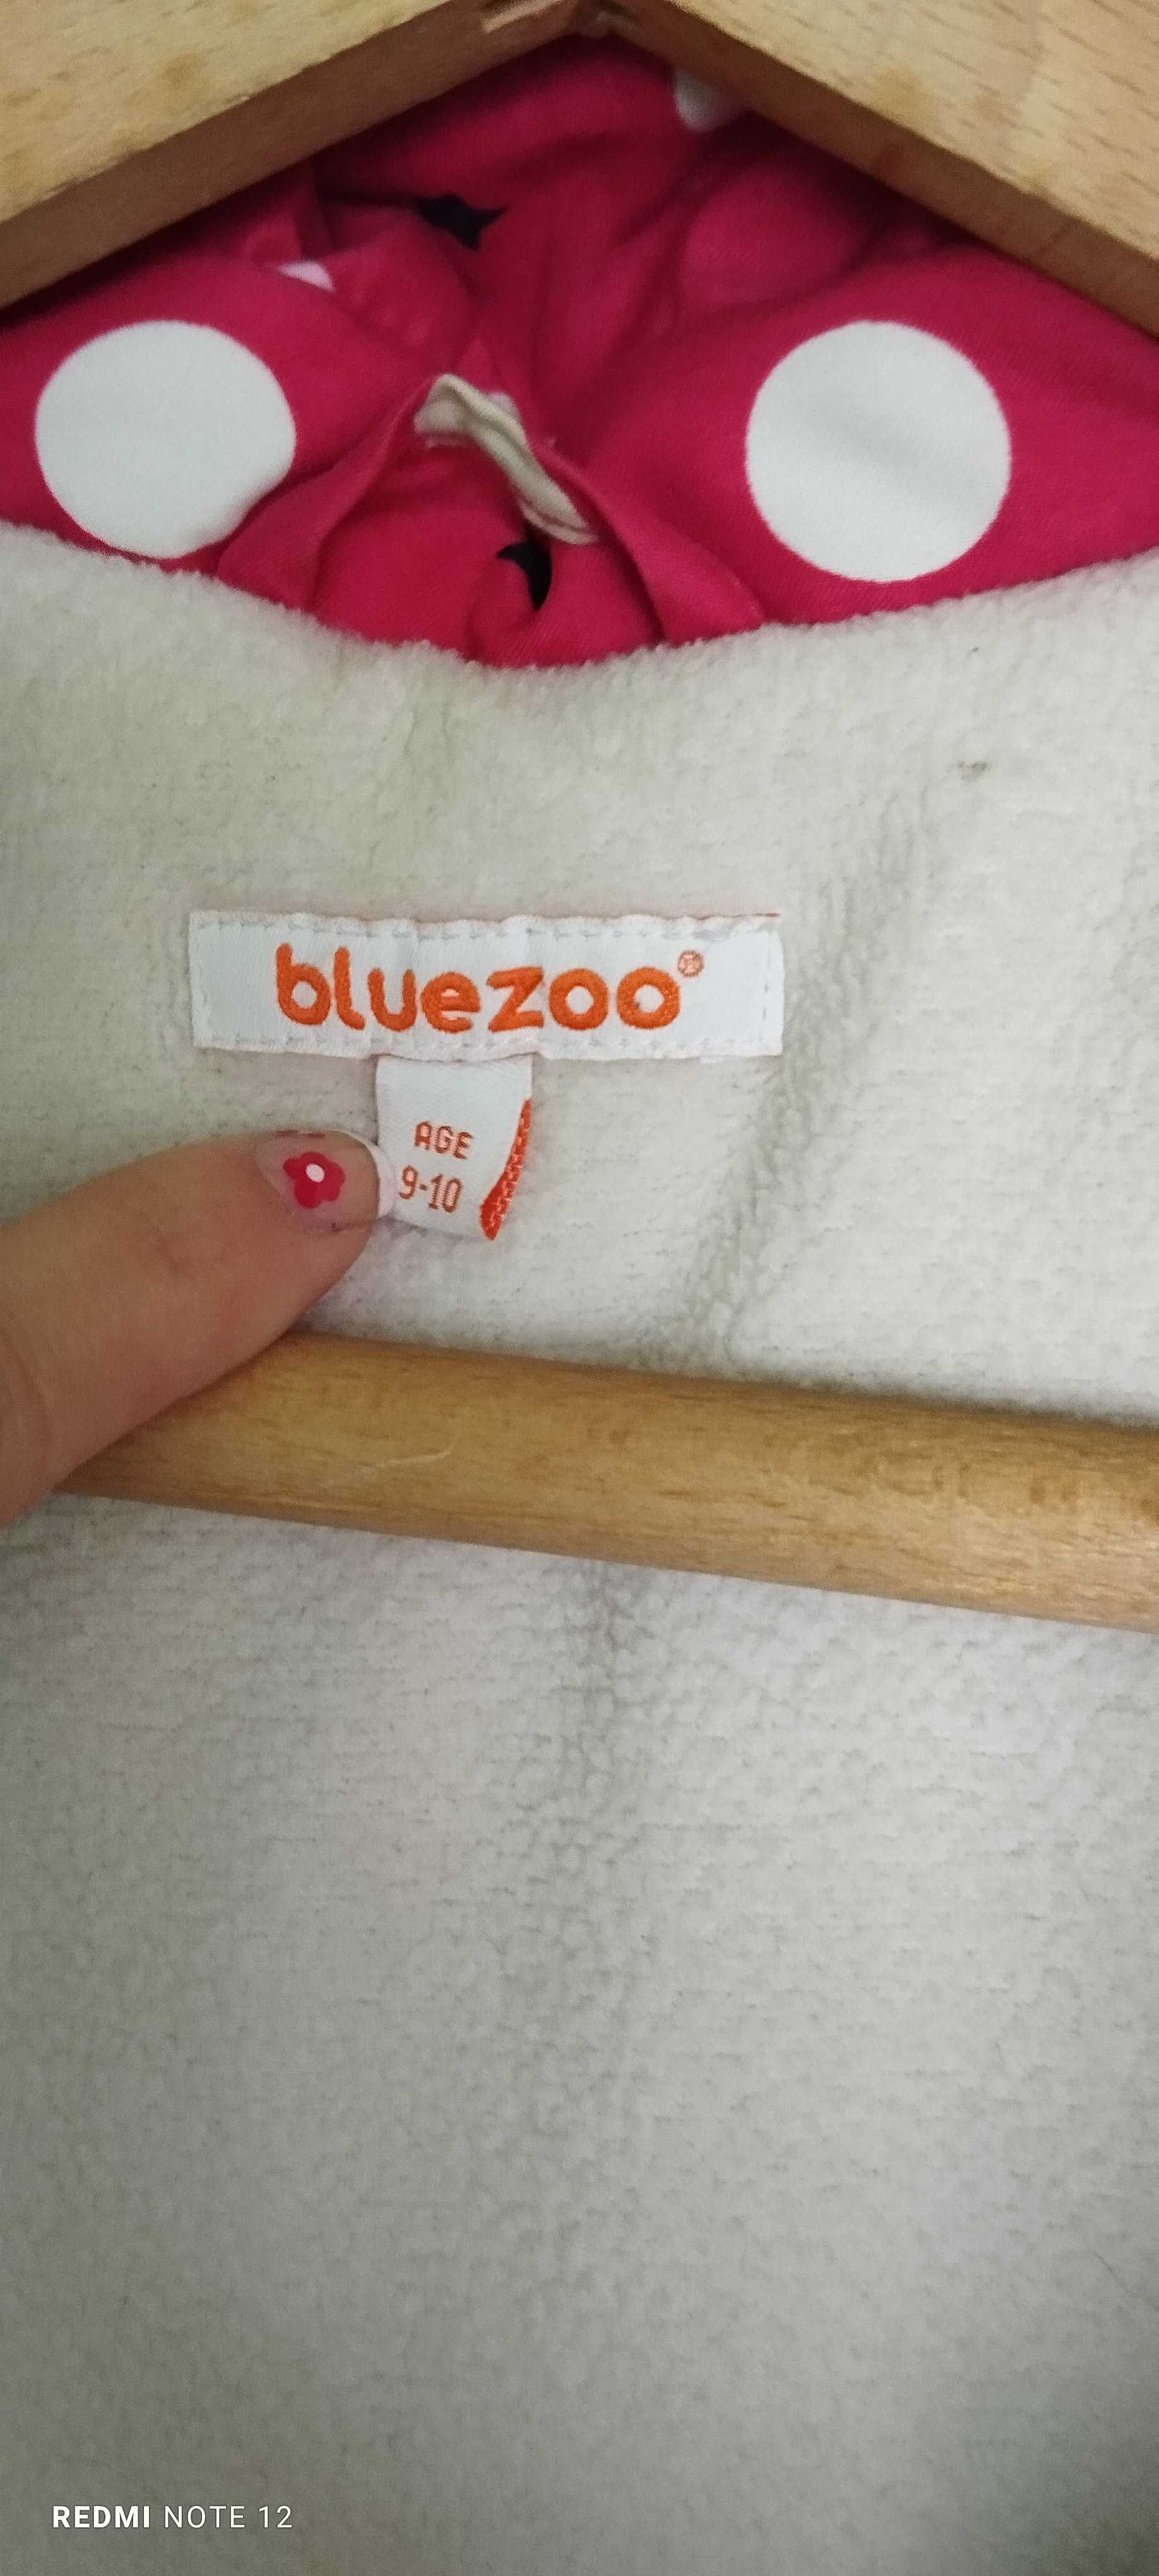 bluezoo®
AGE
9-10
REDMI NOTE 12